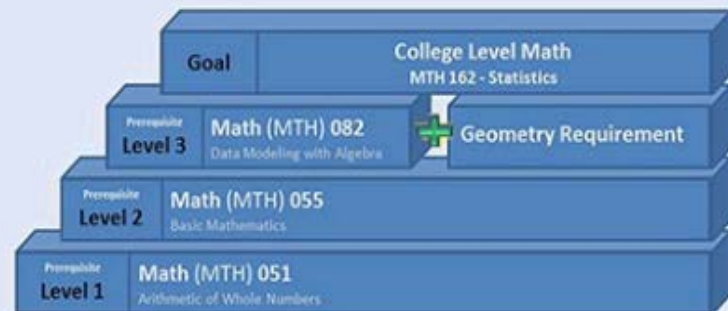 Goal
College Level Math
MTH 162 - Statistics
Prerequisite
Level 3
Math (MTH) 082
Data Modeling with Algebra
Geometry Requirement
Prerequisite
Level 2
Math (MTH) 055
Basic Mathematics
Prerequisite
Level 1
Math (MTH) 051
Arithmetic of Whole Numbers